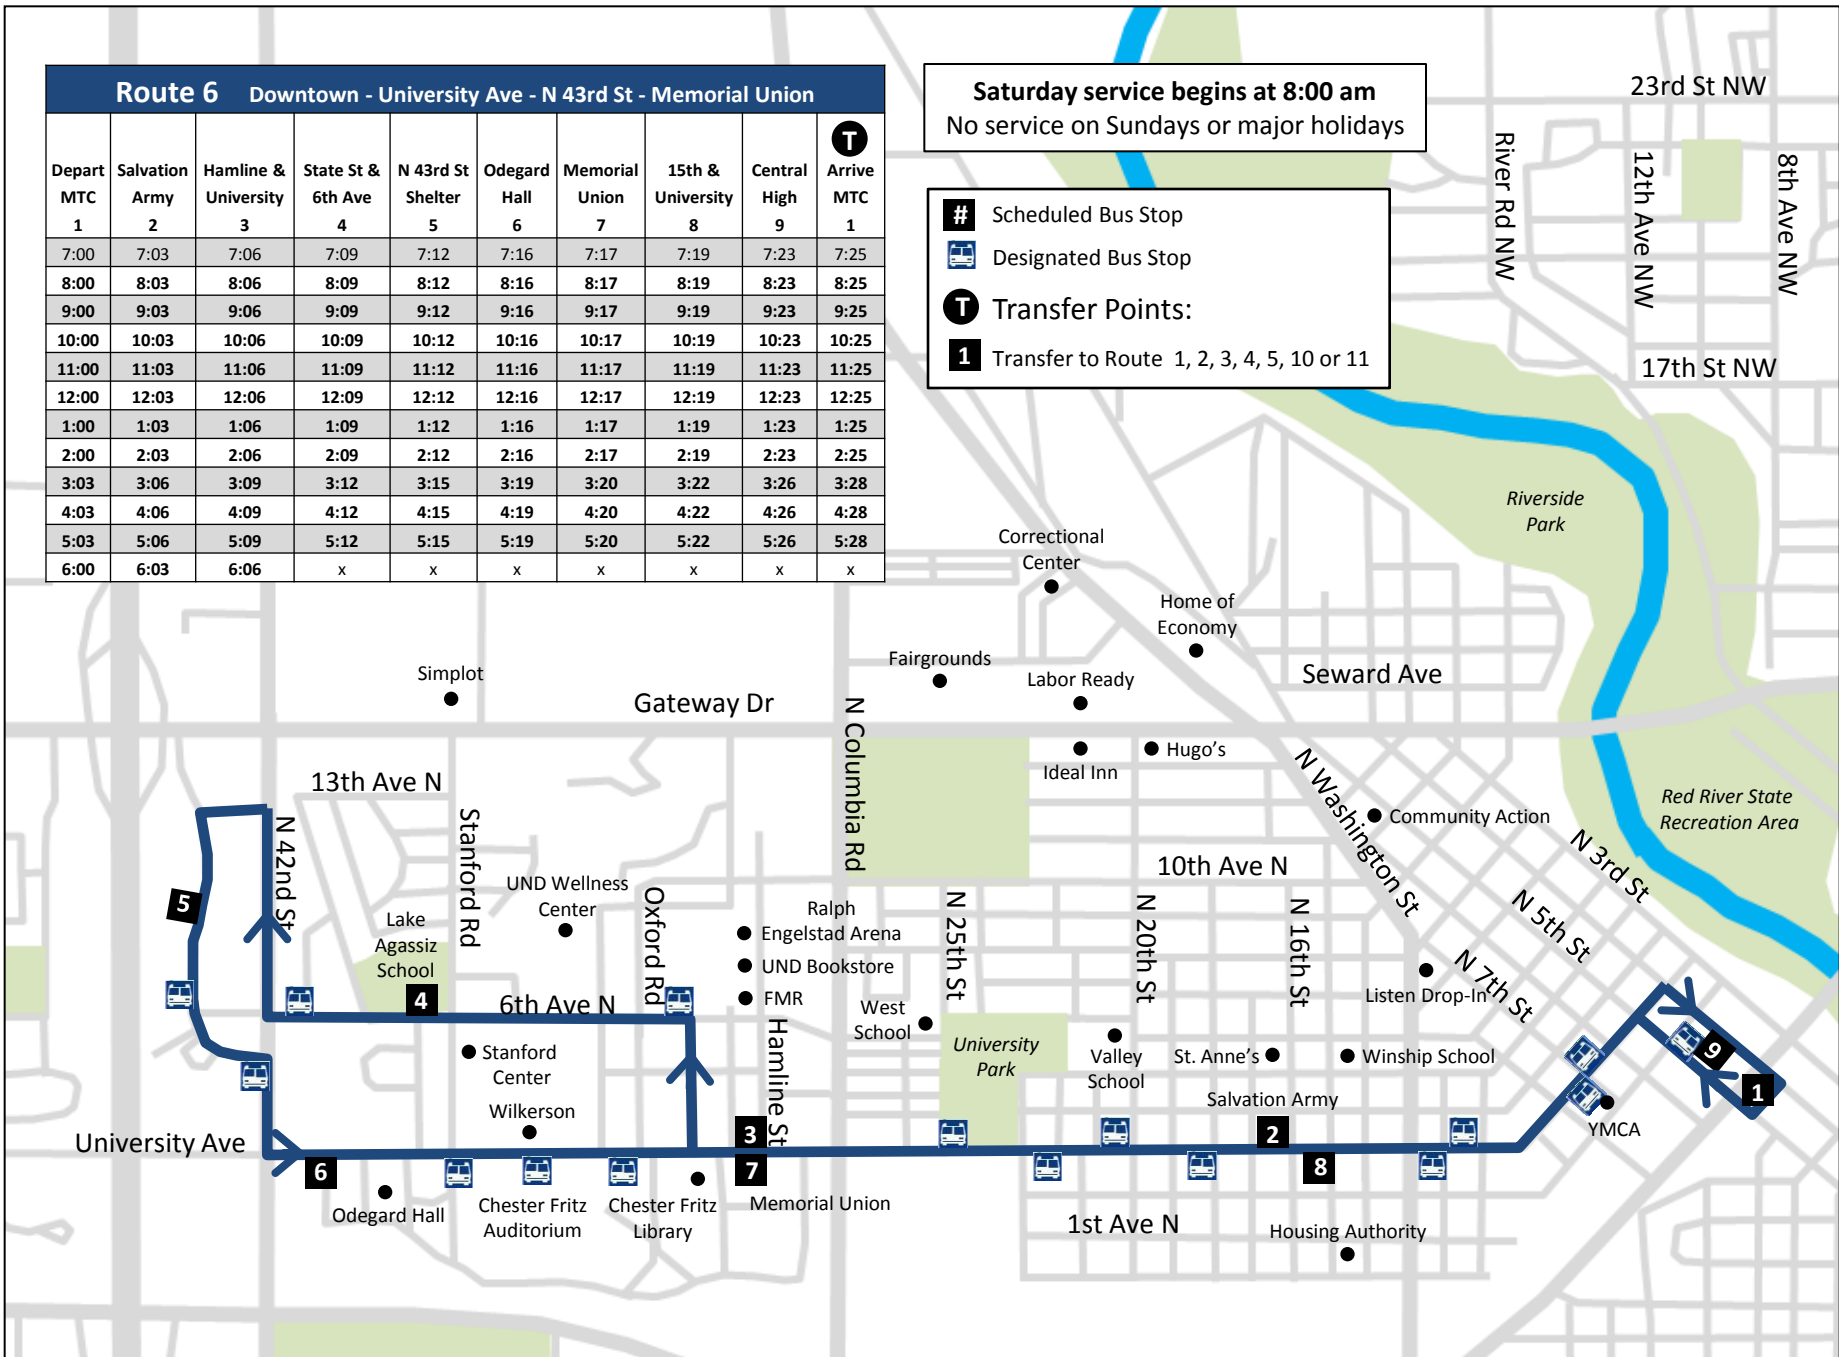 Route 6 Downtown - University Ave - N 43rd St - Memorial Union
T
Depart Salvation Hamline & State St & N 43rd St Odegard Memorial 15th & Central Arrive
MTC Army University 6th Ave Shelter Hall Union University High MTC
1 2 3 4 5 6 7 8 9 1
7:00 7:03 7:06 7:09 7:12 7:16 7:17 7:19 7:23 7:25
8:00 8:03 8:06 8:09 8:12 8:16 8:17 8:19 8:23 8:25
9:00 9:03 9:06 9:09 9:12 9:16 9:17 9:19 9:23 9:25
10:00 10:03 10:06 10:09 10:12 10:16 10:17 10:19 10:23 10:25
11:00 11:03 11:06 11:09 11:12 11:16 11:17 11:19 11:23 11:25
12:00 12:03 12:06 12:09 12:12 12:16 12:17 12:19 12:23 12:25
1:00 1:03 1:06 1:09 1:12 1:16 1:17 1:19 1:23 1:25
2:00 2:03 2:06 2:09 2:12 2:16 2:17 2:19 2:23 2:25
3:03 3:06 3:09 3:12 3:15 3:19 3:20 3:22 3:26 3:28
4:03 4:06 4:09 4:12 4:15 4:19 4:20 4:22 4:26 4:28
5:03 5:06 5:09 5:12 5:15 5:19 5:20 5:22 5:26 5:28
6:00 6:03 6:06 x x x x x x x
Saturday service begins at 8:00 am
No service on Sundays or major holidays
# Scheduled Bus Stop
Designated Bus Stop
T Transfer Points:
1 Transfer to Route 1, 2, 3, 4, 5, 10 or 11
23rd St NW
River Rd NW
12th Ave NW
8th Ave NW
17th St NW
Riverside
Park
Correctional
Center
Home of
Economy
Fairgrounds
Labor Ready
Seward Ave
Simplot
Gateway Dr
N Columbia Rd
Ideal Inn
Hugo's
N Washington St
13th Ave N
Community Action
Red River State
Recreation Area
N 42nd St
Stanford Rd
N 3rd St
10th Ave N
UND Wellness
Center
Oxford Rd
Ralph
Engelstad Arena
UND Bookstore
FMR
N 25th St
N 20th St
N 16th St
N 5th St
N 7th St
5
Lake
Agassiz
School
4
6th Ave N
West
School
Listen Drop-In
Hamline St
University
Park
Valley
School
St. Anne's
Winship School
9
1
Stanford
Center
Wilkerson
Salvation Army
YMCA
University Ave
3
2
6
7
8
Odegard Hall
Chester Fritz
Auditorium
Chester Fritz
Library
Memorial Union
1st Ave N
Housing Authority